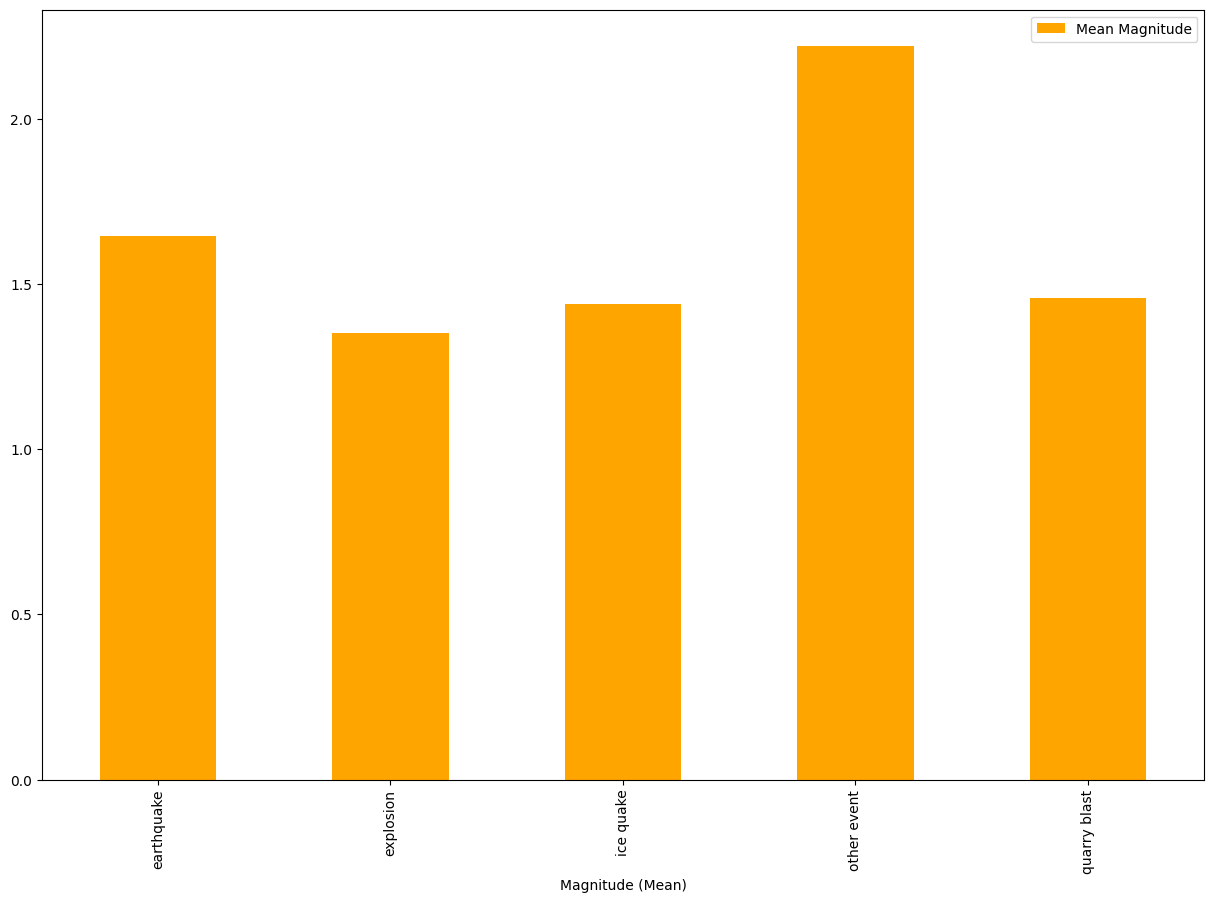 Mean Magnitude
2.0
1.5
1.0
0.5
0.0
earthquake
explosion
ice quake
other event
quarry blast
Magnitude (Mean)